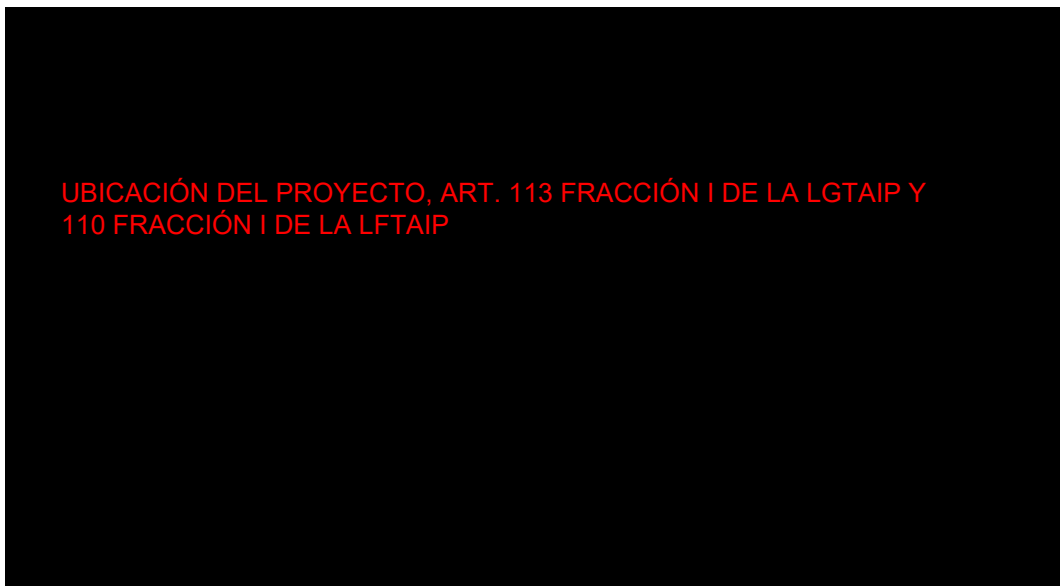 UBICACIÓN DEL PROYECTO, ART. 113 FRACCIÓN I DE LA LGTAIP Y
110 FRACCIÓN I DE LA LFTAIP